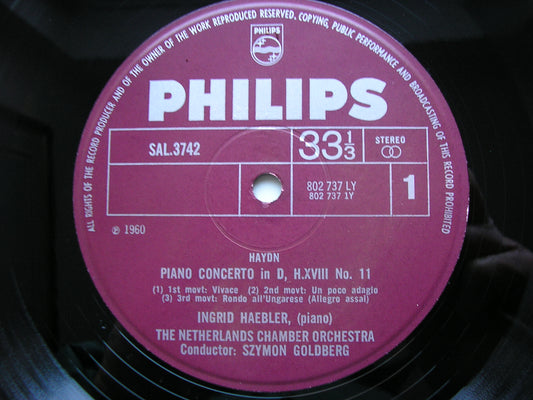 ALL RIGHTS OF THE RECORD PRODUCER AND OF THE OWNER OF THE WORK REPRODUCED RESERVED. COPYING, PUBLIC PERFORMANCE AND BROADCASTING OF THIS RECORD PROHIBITED
PHILIPS
PHILIPS
SAL.3742
33 1/3
STEREO
802 737 LY
802 737 1Y
1
℗ 1960
HAYDN
PIANO CONCERTO in D, H.XVIII No. 11
(1) 1st movt: Vivace (2) 2nd movt: Un poco adagio
(3) 3rd movt: Rondo all'Ungarese (Allegro assai)
INGRID HAEBLER, (piano)
THE NETHERLANDS CHAMBER ORCHESTRA
Conductor: SZYMON GOLDBERG